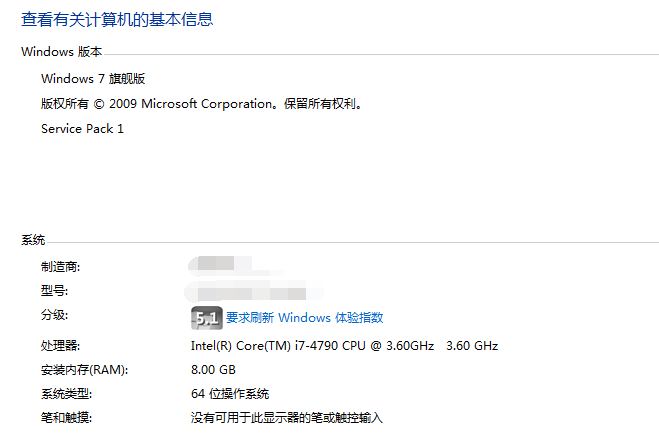 查看有关计算机的基本信息
Windows 版本
Windows 7 旗舰版
版权所有 © 2009 Microsoft Corporation。保留所有权利。
Service Pack 1
系统
制造商:
型号:
分级: 5.1 要求刷新 Windows 体验指数
处理器: Intel(R) Core(TM) i7-4790 CPU @ 3.60GHz 3.60 GHz
安装内存(RAM): 8.00 GB
系统类型: 64 位操作系统
笔和触摸: 没有可用于此显示器的笔或触控输入